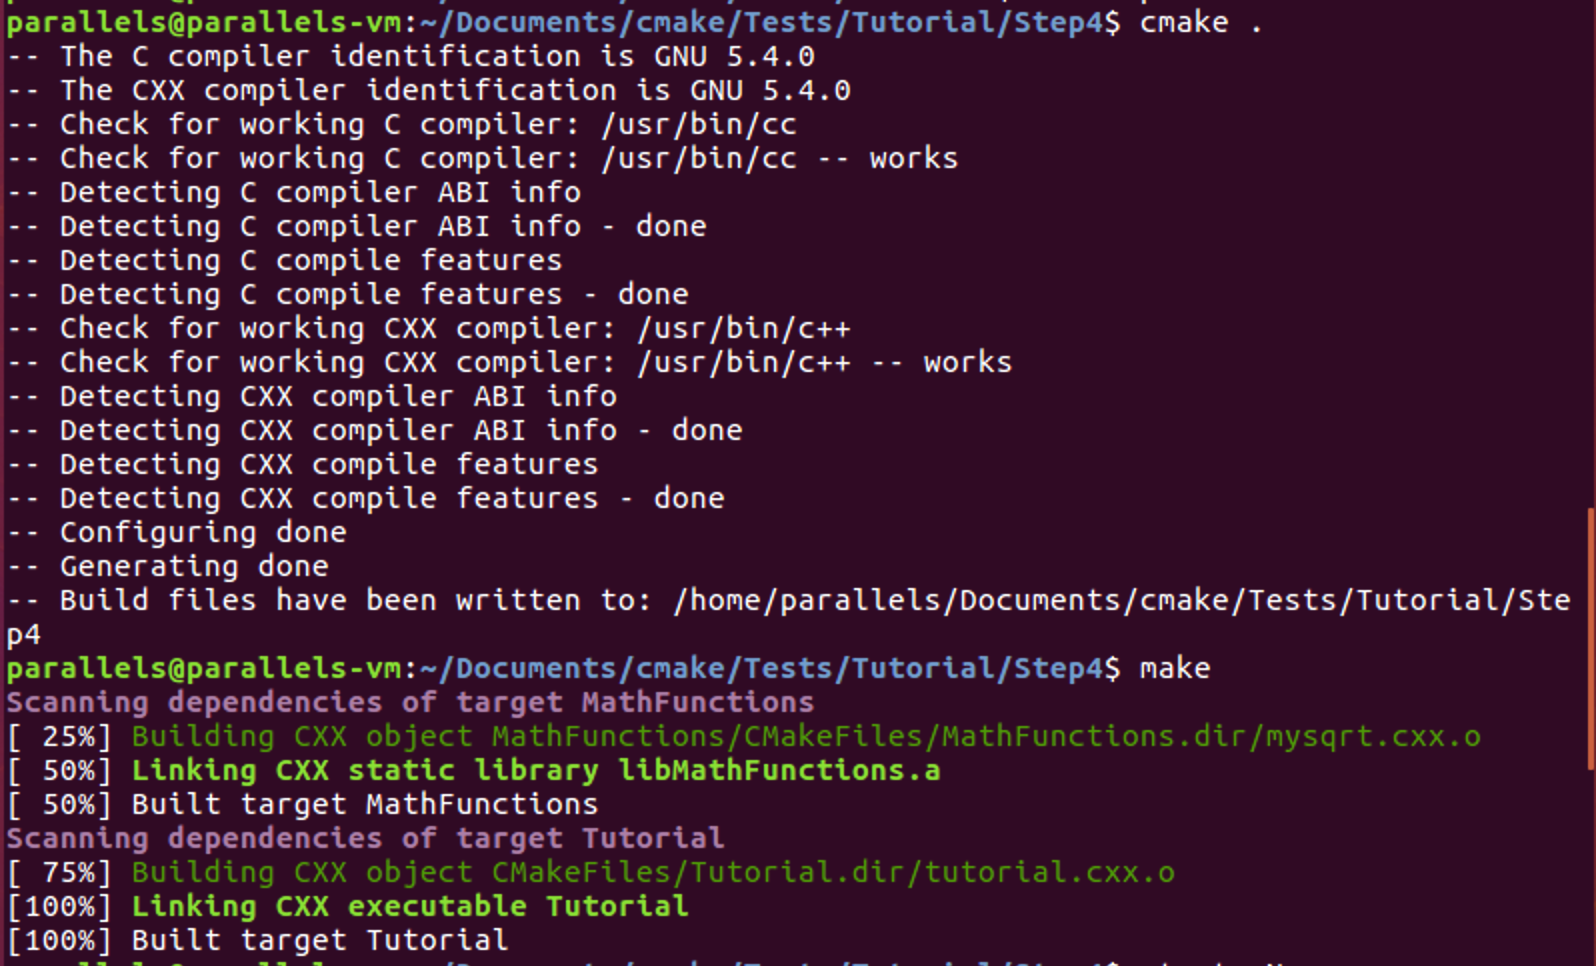 parallels@parallels-vm:~/Documents/cmake/Tests/Tutorial/Step4$ cmake .
-- The C compiler identification is GNU 5.4.0
-- The CXX compiler identification is GNU 5.4.0
-- Check for working C compiler: /usr/bin/cc
-- Check for working C compiler: /usr/bin/cc -- works
-- Detecting C compiler ABI info
-- Detecting C compiler ABI info - done
-- Detecting C compile features
-- Detecting C compile features - done
-- Check for working CXX compiler: /usr/bin/c++
-- Check for working CXX compiler: /usr/bin/c++ -- works
-- Detecting CXX compiler ABI info
-- Detecting CXX compiler ABI info - done
-- Detecting CXX compile features
-- Detecting CXX compile features - done
-- Configuring done
-- Generating done
-- Build files have been written to: /home/parallels/Documents/cmake/Tests/Tutorial/Ste
p4
parallels@parallels-vm:~/Documents/cmake/Tests/Tutorial/Step4$ make
Scanning dependencies of target MathFunctions
[ 25%] Building CXX object MathFunctions/CMakeFiles/MathFunctions.dir/mysqrt.cxx.o
[ 50%] Linking CXX static library libMathFunctions.a
[ 50%] Built target MathFunctions
Scanning dependencies of target Tutorial
[ 75%] Building CXX object CMakeFiles/Tutorial.dir/tutorial.cxx.o
[100%] Linking CXX executable Tutorial
[100%] Built target Tutorial